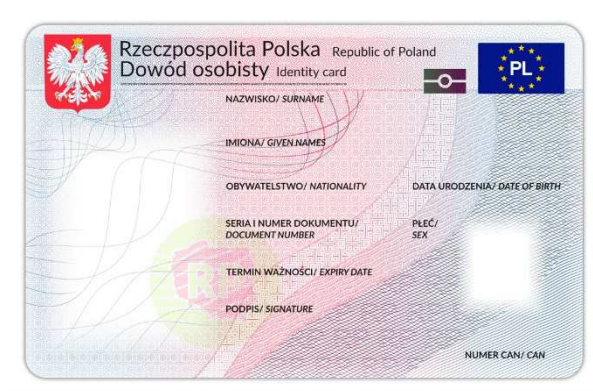 Rzeczpospolita Polska Republic of Poland
Dowód osobisty Identity card
PL
NAZWISKO/ SURNAME
IMIONA/ GIVEN NAMES
OBYWATELSTWO/ NATIONALITY DATA URODZENIA/ DATE OF BIRTH
SERIA I NUMER DOKUMENTU/ PŁEĆ/
DOCUMENT NUMBER SEX
TERMIN WAŻNOŚCI/ EXPIRY DATE
PODPIS/ SIGNATURE
NUMER CAN/ CAN